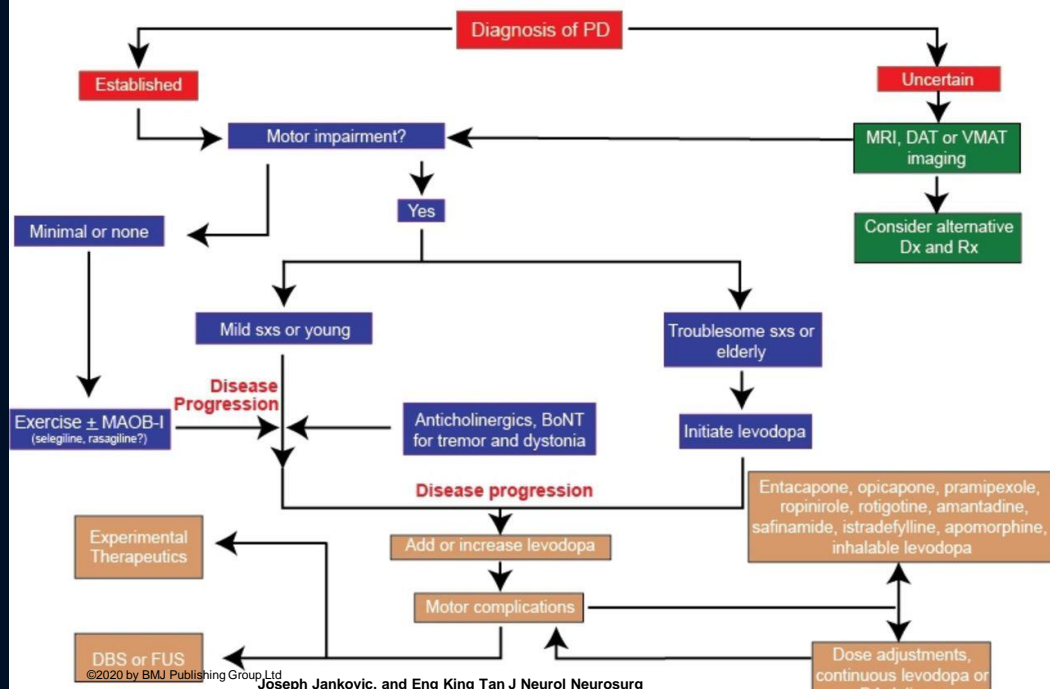 Diagnosis of PD
Established
Uncertain
Motor impairment?
MRI, DAT or VMAT
imaging
Yes
Minimal or none
Consider alternative
Dx and Rx
Mild sxs or young
Troublesome sxs or
elderly
Disease
Progression
Exercise + MAOB-I
(selegiline, rasagiline?)
Anticholinergics, BoNT
for tremor and dystonia
Initiate levodopa
Disease progression
Entacapone, opicapone, pramipexole,
ropinirole, rotigotine, amantadine,
safinamide, istradefylline, apomorphine,
inhalable levodopa
Experimental
Therapeutics
Add or increase levodopa
Motor complications
DBS or FUS
Dose adjustments,
continuous levodopa or
©2020 by BMJ Publishing Group Ltd
Joseph Jankovic, and Eng King Tan J Neurol Neurosurg